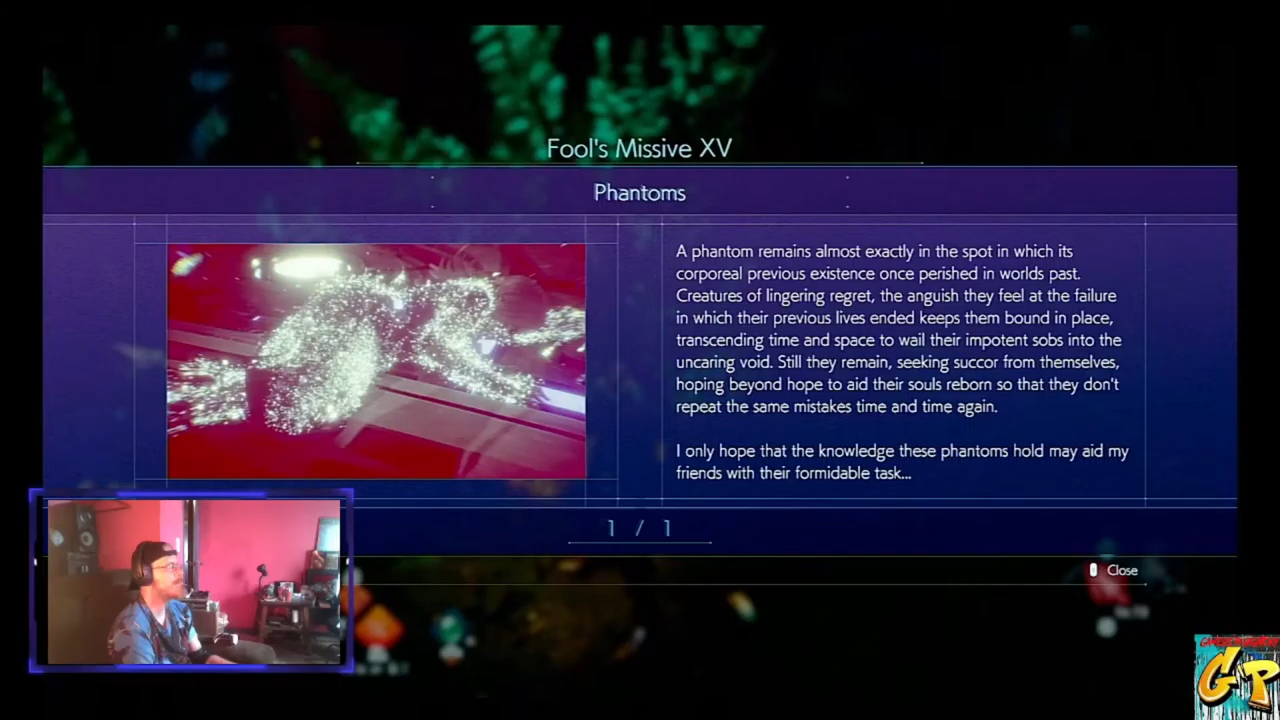 Fool's Missive XV
Phantoms
A phantom remains almost exactly in the spot in which its
corporeal previous existence once perished in worlds past.
Creatures of lingering regret, the anguish they feel at the failure
in which their previous lives ended keeps them bound in place,
transcending time and space to wail their impotent sobs into the
uncaring void. Still they remain, seeking succor from themselves,
hoping beyond hope to aid their souls reborn so that they don't
repeat the same mistakes time and time again.
I only hope that the knowledge these phantoms hold may aid my
friends with their formidable task...
1 / 1
Close
GP